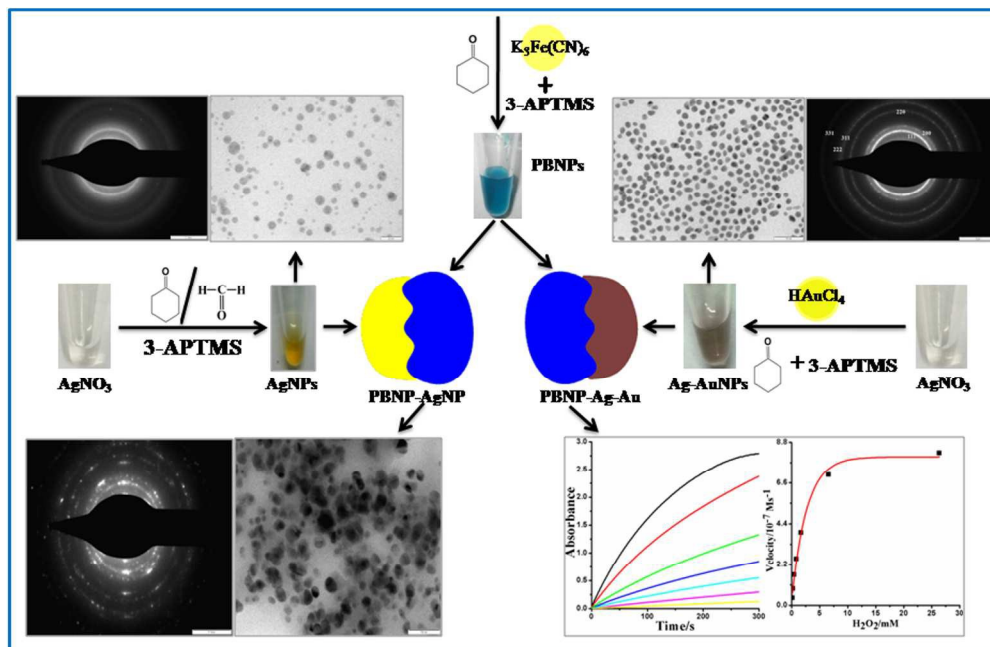 O
K₃Fe(CN)₆
+
3-APTMS
PBNPs
331
311
222
220
111
200
O
H-C-H
O
3-APTMS
AgNO₃
AgNPs
PBNP-AgNP
PBNP-Ag-Au
Ag-AuNPs
HAuCl₄
O
+ 3-APTMS
AgNO₃
Absorbance
3.0
2.5
2.0
1.5
1.0
0.5
0.0
0
100
200
300
Time/s
Velocity/10⁻⁷ Ms⁻¹
8.8
6.6
4.4
2.2
0.0
0
5
10
15
20
25
30
H₂O₂/mM